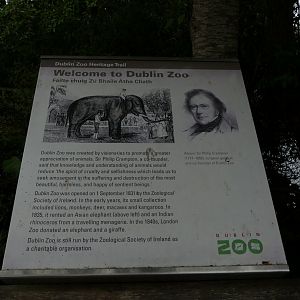 Dublin Zoo Heritage Trail
Welcome to Dublin Zoo
Fáilte chuig Zú Bhaile Átha Cliath
Above: Sir Philip Crampton
Dublin Zoo was created by visionaries to promote a greater
appreciation of animals. Sir Philip Crampton, a co-founder,
said that knowledge and understanding of animals would
reduce 'the spirit of cruelty and selfishness which leads us to
seek amusement in the suffering and destruction of the most
beautiful, harmless, and happy of sentient beings.'
Dublin Zoo was opened on 1 September 1831 by the Zoological
Society of Ireland. In the early years, its small collection
included lions, monkeys, deer, macaws and kangaroos. In
1835, it rented an Asian elephant (above left) and an Indian
rhinoceros from a travelling menagerie. In the 1840s, London
Zoo donated an elephant and a giraffe.
Dublin Zoo is still run by the Zoological Society of Ireland as
a charitable organisation.
DUBLIN
ZOO